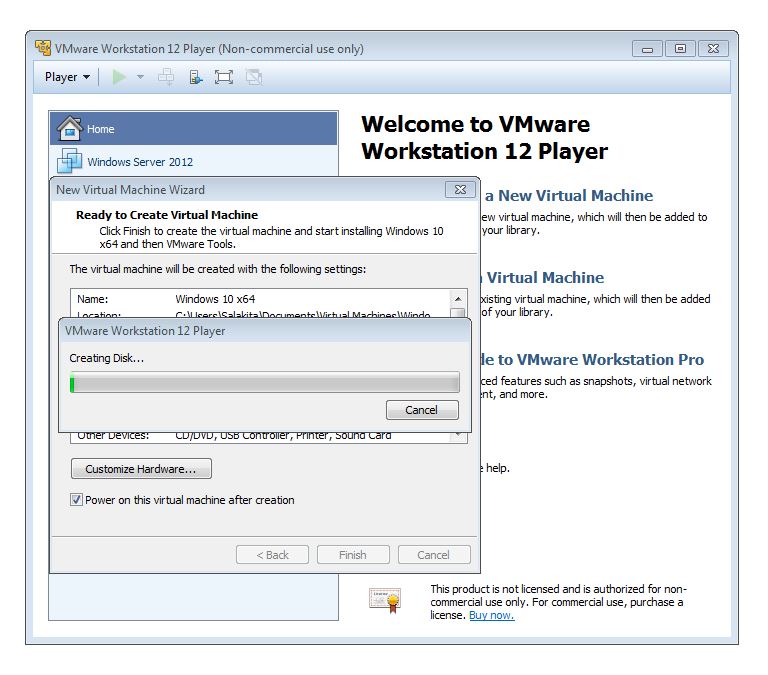 VMware Workstation 12 Player (Non-commercial use only)
Player
Home
Windows Server 2012
Welcome to VMware
Workstation 12 Player
a New Virtual Machine
ew virtual machine, which will then be added to
your library.
Virtual Machine
xisting virtual machine, which will then be added
of your library.
de to VMware Workstation Pro
ced features such as snapshots, virtual network
ent, and more.
e help.
New Virtual Machine Wizard
Ready to Create Virtual Machine
Click Finish to create the virtual machine and start installing Windows 10
x64 and then VMware Tools.
The virtual machine will be created with the following settings:
Name: Windows 10 x64
Location: C:\Users\Salakita\Documents\Virtual Machines\Windo
VMware Workstation 12 Player
Creating Disk...
Cancel
Other Devices: CD/DVD, USB Controller, Printer, Sound Card
Customize Hardware...
Power on this virtual machine after creation
< Back Finish Cancel
This product is not licensed and is authorized for non-
commercial use only. For commercial use, purchase a
license. Buy now.